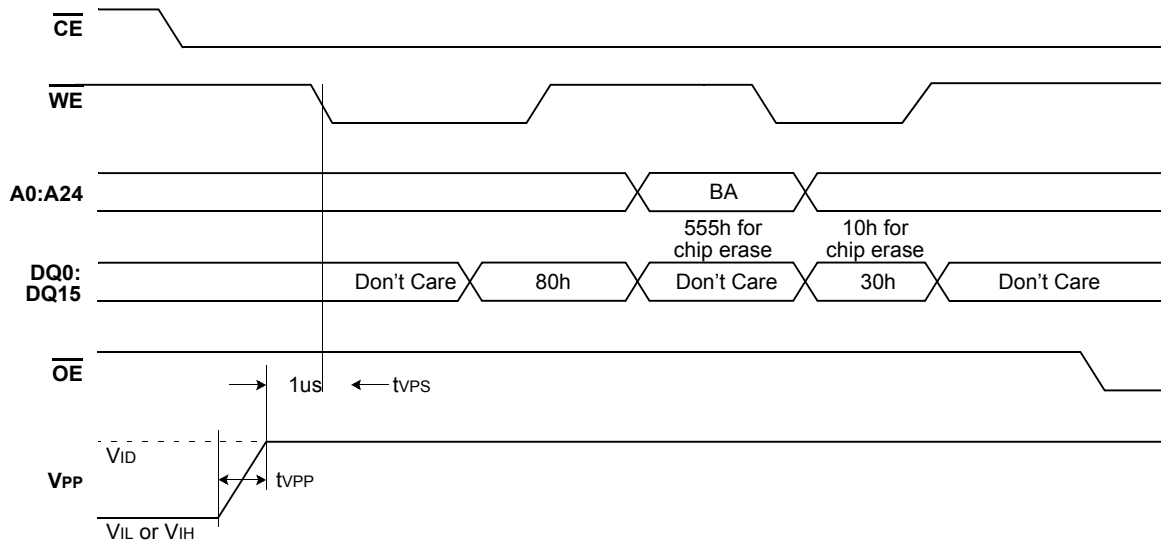 CE
WE
A0:A24
BA
555h for
chip erase
10h for
chip erase
DQ0:
DQ15
Don't Care
80h
Don't Care
30h
Don't Care
OE
1us
tVPS
VID
VPP
tVPP
VIL or VIH